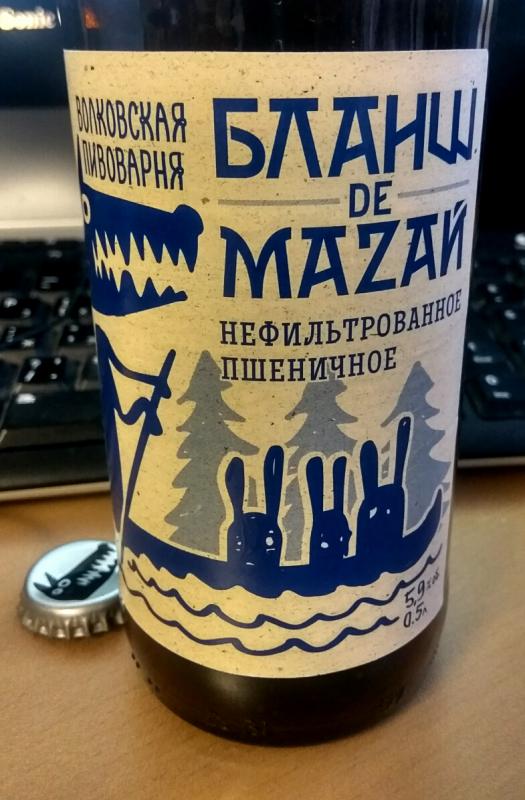 ВОЛКОВСКАЯ
ПИВОВАРНЯ
БЛАНШ
DE
MAZAЙ
НЕФИЛЬТРОВАННОЕ
ПШЕНИЧНОЕ
5,9 % об.
0.5л